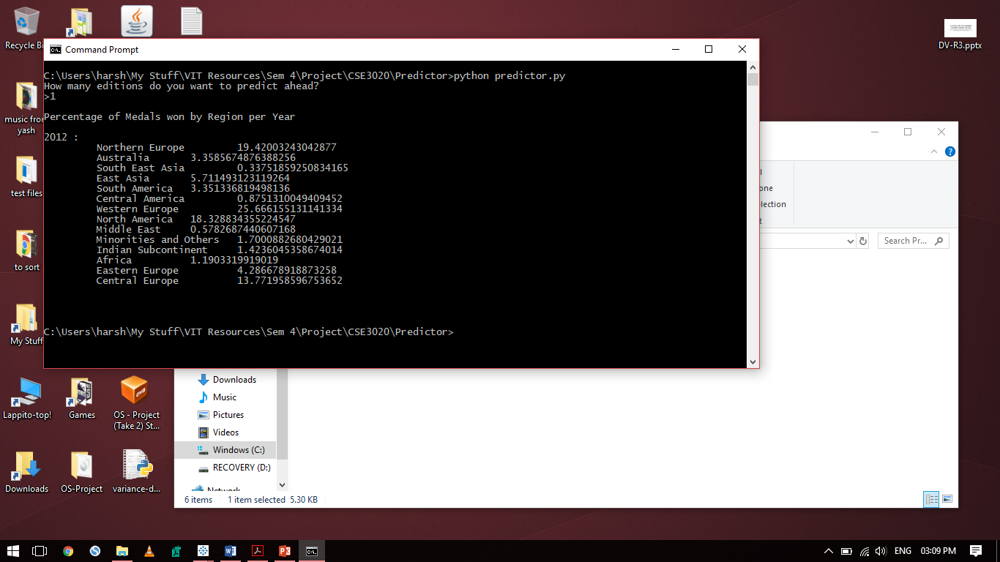 Recycle Bi
DV-R3.pptx
music from
yash
test files
to sort
My Stuff
Lappito-top!
Games
OS - Project
(Take 2) St...
Downloads
OS-Project
variance-d...
Command Prompt
C:\Users\harsh\My Stuff\VIT Resources\Sem 4\Project\CSE3020\Predictor>python predictor.py
How many editions do you want to predict ahead?
>1
Percentage of Medals won by Region per Year
2012 :
Northern Europe 19.42003243042877
Australia 3.3585674876388256
South East Asia 0.33751859250834165
East Asia 5.711493123119264
South America 3.351336819498136
Central America 0.8751310049409452
Western Europe 25.666155131141334
North America 18.328834355224547
Middle East 0.5782687440607168
Minorities and Others 1.7000882680429021
Indian Subcontinent 1.4236045358674014
Africa 1.1903319919019
Eastern Europe 4.286678918873258
Central Europe 13.771958596753652
C:\Users\harsh\My Stuff\VIT Resources\Sem 4\Project\CSE3020\Predictor>
one
lection
Search Pr...
Downloads
Music
Pictures
Videos
Windows (C:)
RECOVERY (D:)
Network
6 items 1 item selected 5.30 KB
ENG 03:09 PM